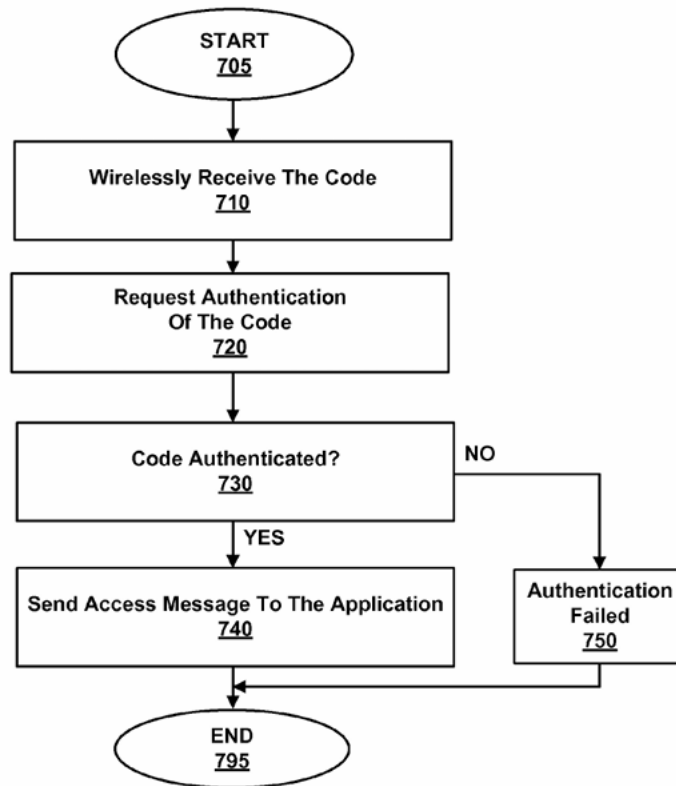 START
705
Wirelessly Receive The Code
710
Request Authentication
Of The Code
720
Code Authenticated?
730
NO
YES
Send Access Message To The Application
740
Authentication
Failed
750
END
795